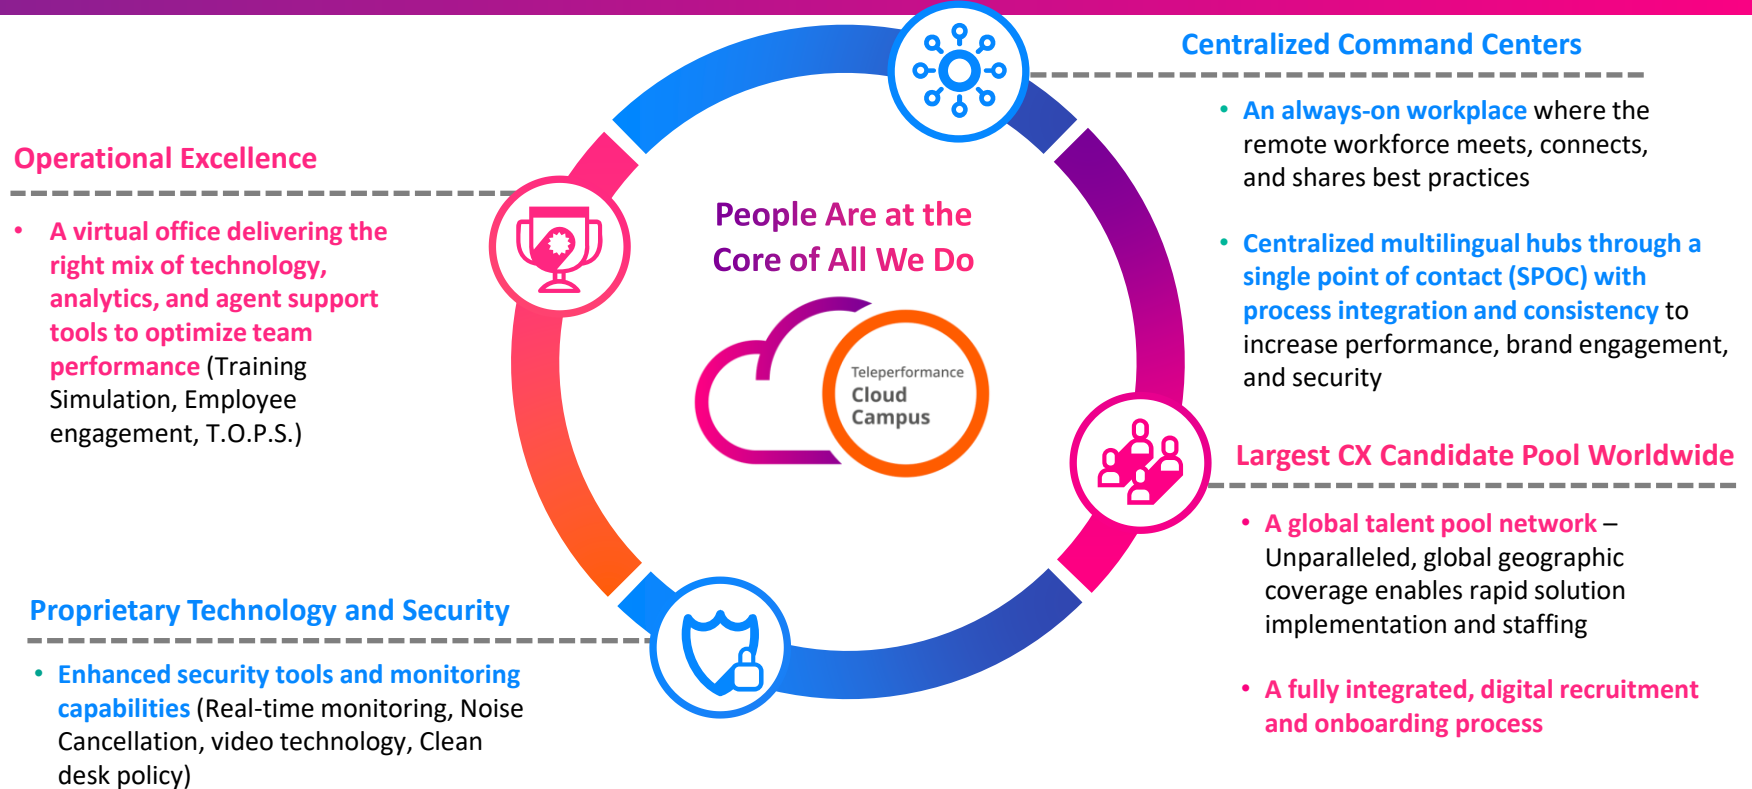 Centralized Command Centers
• An always-on workplace where the
remote workforce meets, connects,
and shares best practices
• Centralized multilingual hubs through a
single point of contact (SPOC) with
process integration and consistency to
increase performance, brand engagement,
and security
Operational Excellence
• A virtual office delivering the
right mix of technology,
analytics, and agent support
tools to optimize team
performance (Training
Simulation, Employee
engagement, T.O.P.S.)
People Are at the
Core of All We Do
Teleperformance
Cloud
Campus
Largest CX Candidate Pool Worldwide
• A global talent pool network –
Unparalleled, global geographic
coverage enables rapid solution
implementation and staffing
• A fully integrated, digital recruitment
and onboarding process
Proprietary Technology and Security
• Enhanced security tools and monitoring
capabilities (Real-time monitoring, Noise
Cancellation, video technology, Clean
desk policy)